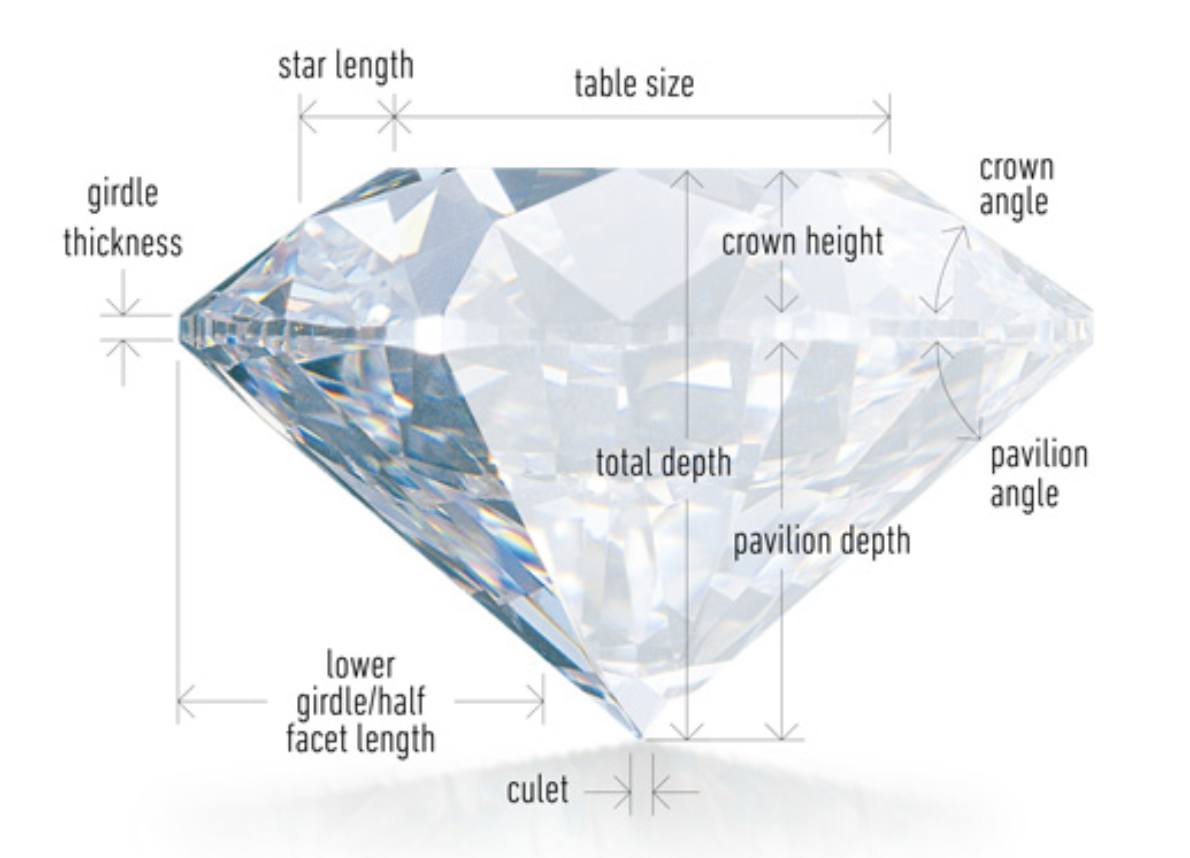 star length
table size
crown
angle
girdle
thickness
crown height
total depth
pavilion
angle
pavilion depth
lower
girdle/half
facet length
culet